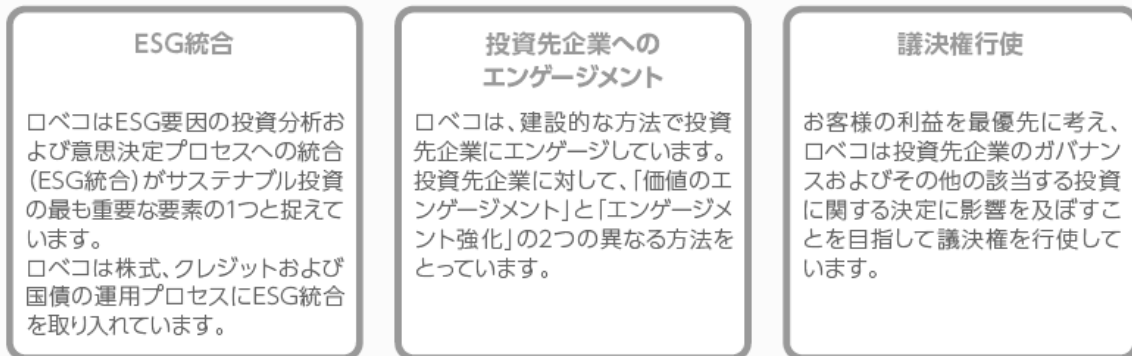 ESG統合
ロベコはESG要因の投資分析お
よび意思決定プロセスへの統合
(ESG統合)がサステナブル投資
の最も重要な要素の1つと捉えて
います。
ロベコは株式、クレジットおよび
国債の運用プロセスにESG統合
を取り入れています。
投資先企業への
エンゲージメント
ロベコは、建設的な方法で投資
先企業にエンゲージしています。
投資先企業に対して、「価値のエ
ンゲージメント」と「エンゲージメ
ント強化」の2つの異なる方法を
とっています。
議決権行使
お客様の利益を最優先に考え、
ロベコは投資先企業のガバナン
スおよびその他の該当する投資
に関する決定に影響を及ぼすこ
とを目指して議決権を行使して
います。